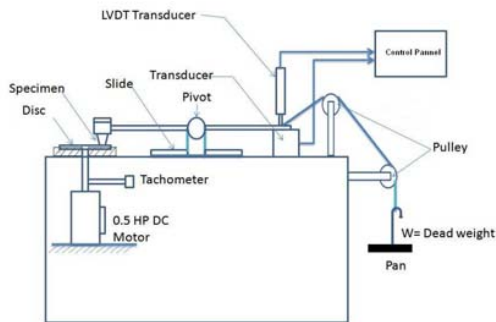 LVDT Transducer
Control Pannel
Transducer
Specimen
Slide
Disc
Pivot
Pulley
Tachometer
0.5 HP DC
Motor
W= Dead weight
Pan